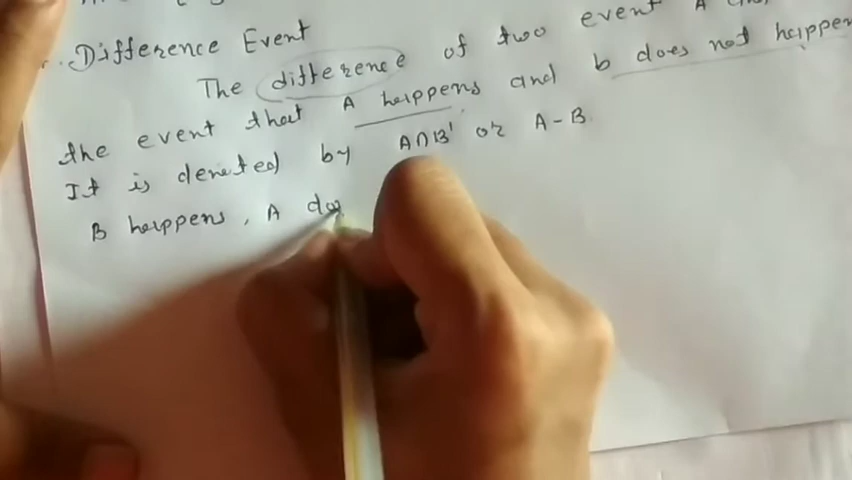 Difference Event
The difference of two event A
the event that A happens and b does not happen
It is denoted by A∩B' or A-B
B happens, A do